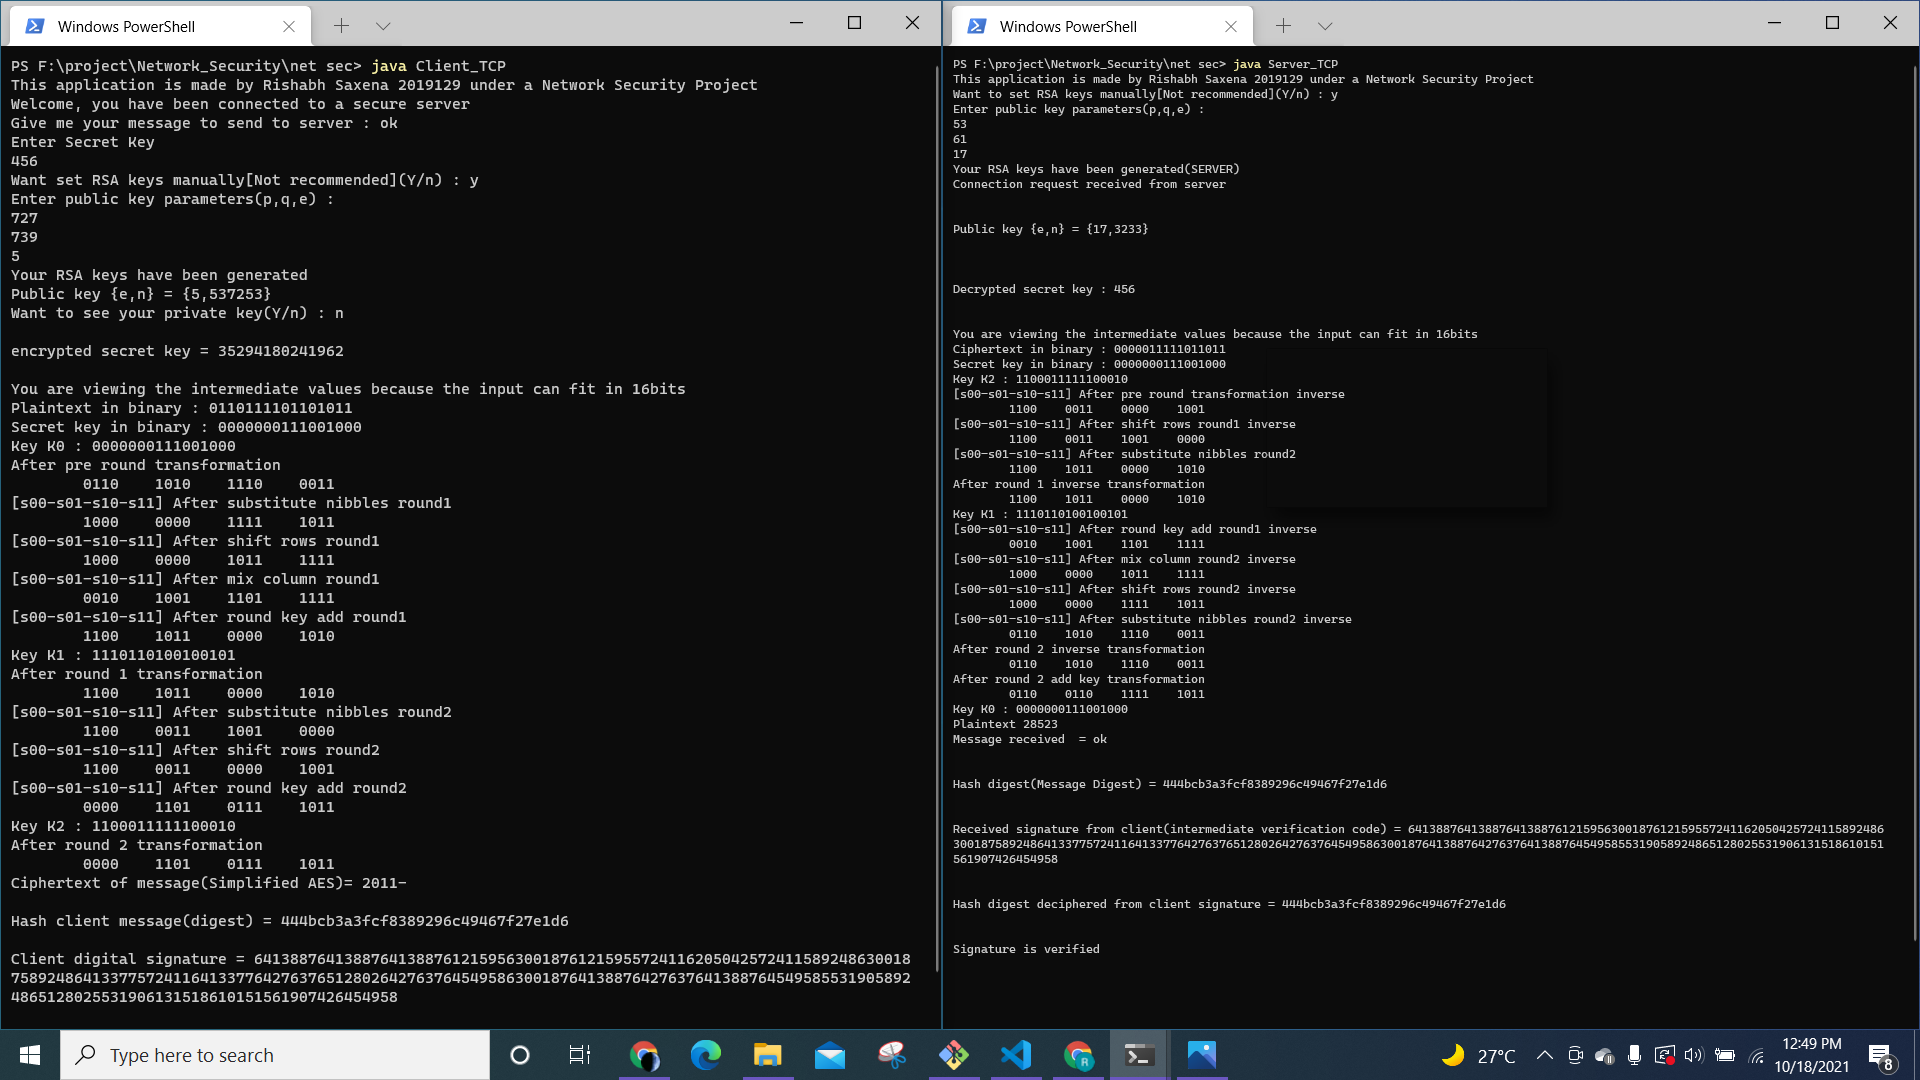 Windows PowerShell
PS F:\project\Network_Security\net sec> java Client_TCP
This application is made by Rishabh Saxena 2019129 under a Network Security Project
Welcome, you have been connected to a secure server
Give me your message to send to server : ok
Enter Secret Key
456
Want set RSA keys manually[Not recommended](Y/n) : y
Enter public key parameters(p,q,e) :
727
739
5
Your RSA keys have been generated
Public key {e,n} = {5,537253}
Want to see your private key(Y/n) : n
encrypted secret key = 35294180241962
You are viewing the intermediate values because the input can fit in 16bits
Plaintext in binary : 0110111101101011
Secret key in binary : 0000000111001000
Key K0 : 0000000111001000
After pre round transformation
0110 1010 1110 0011
[s00-s01-s10-s11] After substitute nibbles round1
1000 0000 1111 1011
[s00-s01-s10-s11] After shift rows round1
1000 0000 1011 1111
[s00-s01-s10-s11] After mix column round1
0010 1001 1101 1111
[s00-s01-s10-s11] After round key add round1
1100 1011 0000 1010
Key K1 : 1110110100100101
After round 1 transformation
1100 1011 0000 1010
[s00-s01-s10-s11] After substitute nibbles round2
1100 0011 1001 0000
[s00-s01-s10-s11] After shift rows round2
1100 0011 0000 1001
[s00-s01-s10-s11] After round key add round2
0000 1101 0111 1011
Key K2 : 1100011111100010
After round 2 transformation
0000 1101 0111 1011
Ciphertext of message(Simplified AES)= 2011-
Hash client message(digest) = 444bcb3a3fcf8389296c49467f27e1d6
Client digital signature = 6413887641388764138876121595630018761215955724116205042572411589248630018
7589248641337757241164133776427637651280264276376454958630018764138876427637641388764549585531905892
4865128025531906131518610151561907426454958
Windows PowerShell
PS F:\project\Network_Security\net sec> java Server_TCP
This application is made by Rishabh Saxena 2019129 under a Network Security Project
Want to set RSA keys manually[Not recommended](Y/n) : y
Enter public key parameters(p,q,e) :
53
61
17
Your RSA keys have been generated(SERVER)
Connection request received from server
Public key {e,n} = {17,3233}
Decrypted secret key : 456
You are viewing the intermediate values because the input can fit in 16bits
Ciphertext in binary : 0000011111011011
Secret key in binary : 0000000111001000
Key K2 : 1100011111100010
[s00-s01-s10-s11] After pre round transformation inverse
1100 0011 0000 1001
[s00-s01-s10-s11] After shift rows round1 inverse
1100 0011 1001 0000
[s00-s01-s10-s11] After substitute nibbles round2
1100 1011 0000 1010
After round 1 inverse transformation
1100 1011 0000 1010
Key K1 : 1110110100100101
[s00-s01-s10-s11] After round key add round1 inverse
0010 1001 1101 1111
[s00-s01-s10-s11] After mix column round2 inverse
1000 0000 1011 1111
[s00-s01-s10-s11] After shift rows round2 inverse
1000 0000 1111 1011
[s00-s01-s10-s11] After substitute nibbles round2 inverse
0110 1010 1110 0011
After round 2 inverse transformation
0110 1010 1110 0011
After round 2 add key transformation
0110 0110 1111 1011
Key K0 : 0000000111001000
Plaintext 28523
Message received  = ok
Hash digest(Message Digest) = 444bcb3a3fcf8389296c49467f27e1d6
Received signature from client(intermediate verification code) = 64138876413887641388761215956300187612159557241162050425724115892486
3001875892486413377572411641337764276376512802642763764549586300187641388764276376413887645495855319058924865128025531906131518610151
561907426454958
Hash digest deciphered from client signature = 444bcb3a3fcf8389296c49467f27e1d6
Signature is verified
Type here to search
27°C
12:49 PM
10/18/2021
8